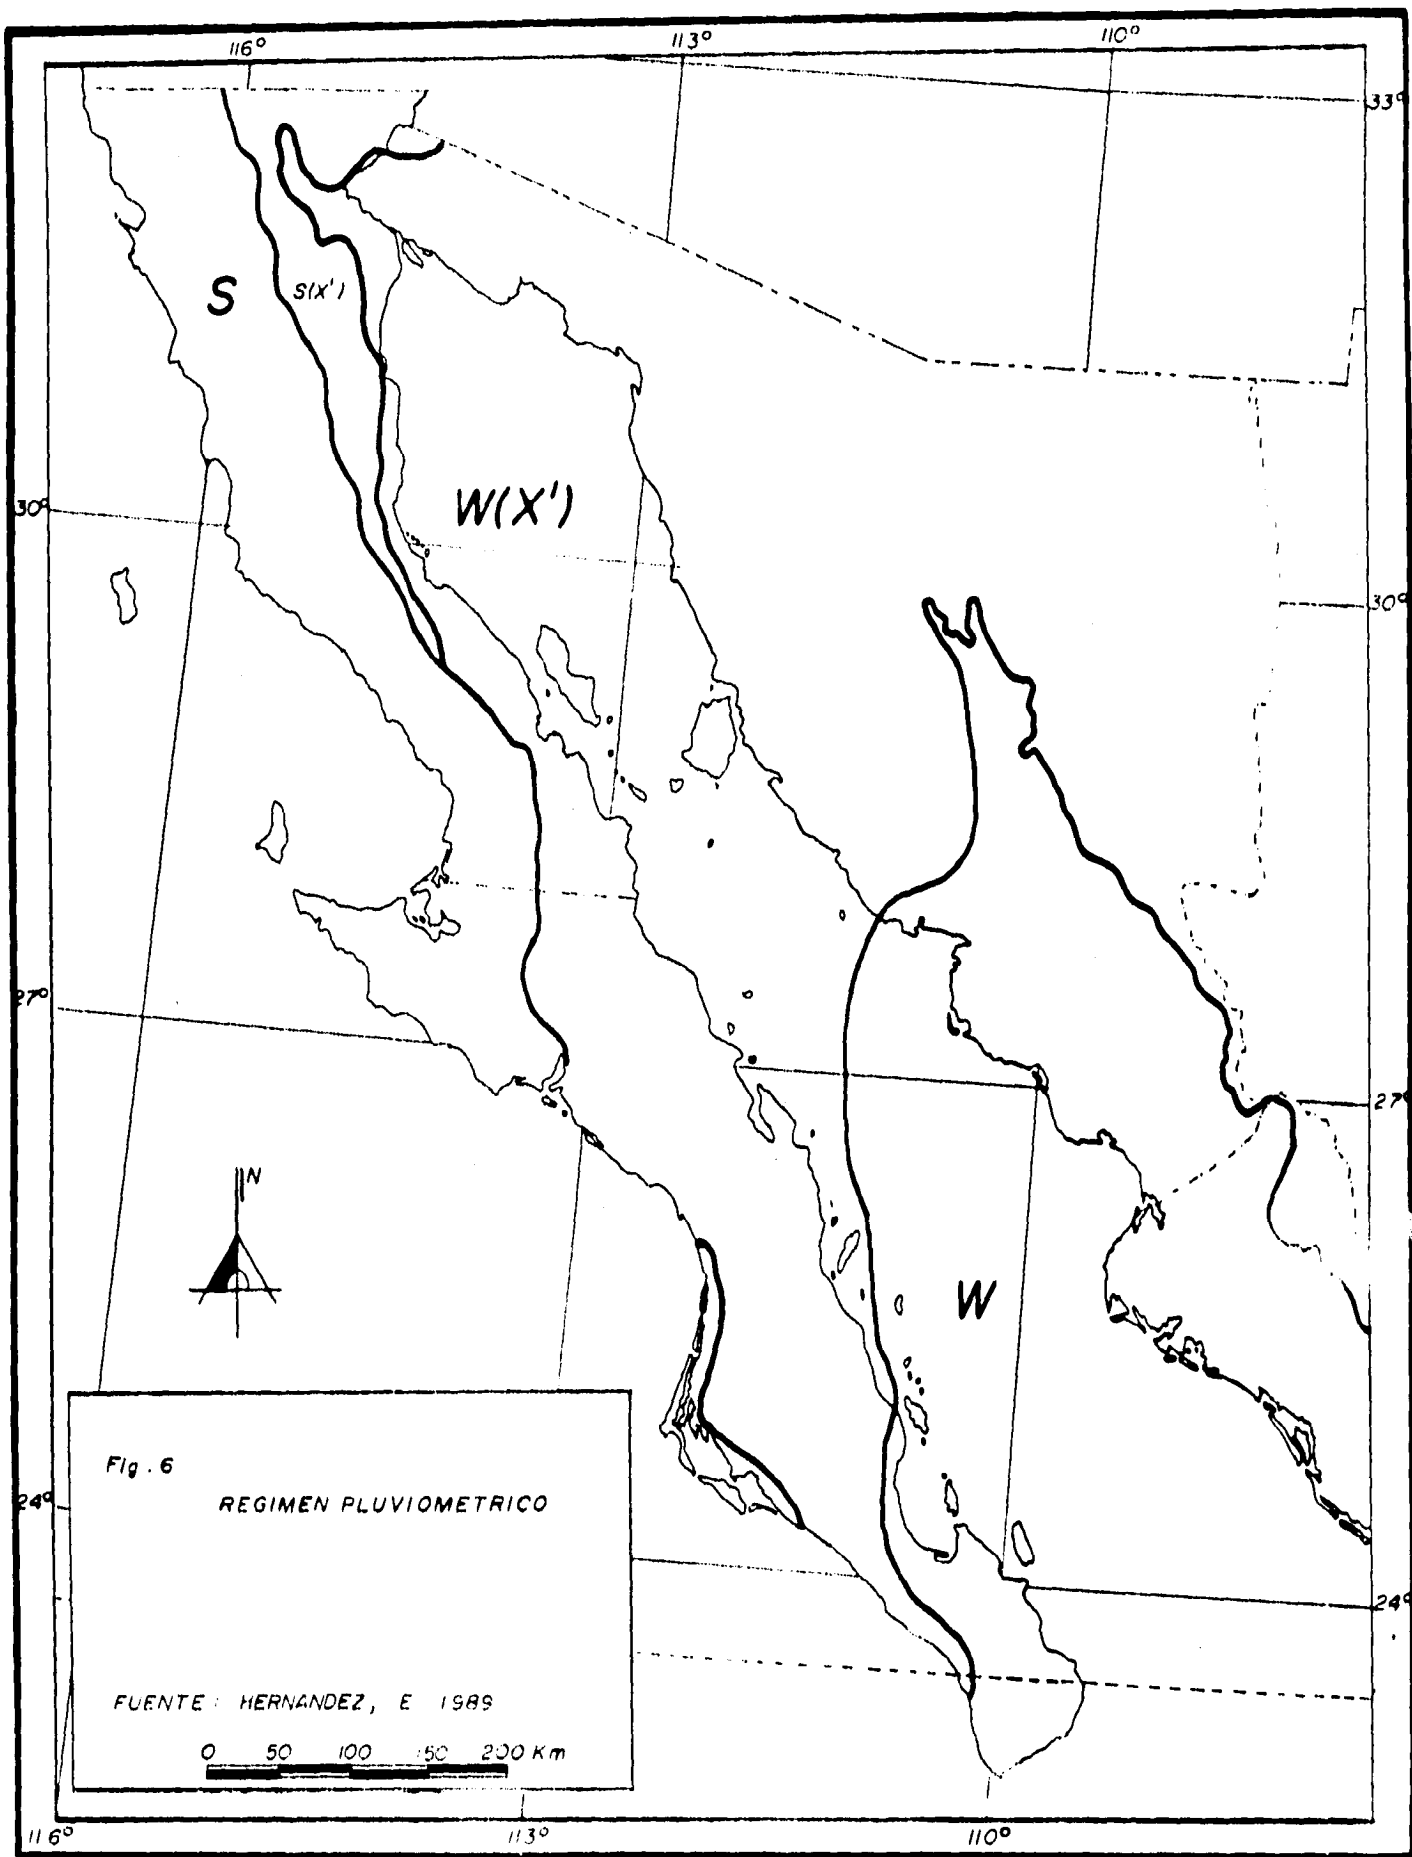 116° 113° 110°
33°
S
S(X')
W(X')
30°
30°
27°
27°
N
W
Fig. 6
REGIMEN PLUVIOMETRICO
24°
24°
FUENTE: HERNANDEZ, E 1989
0 50 100 150 200 Km
116° 113° 110°